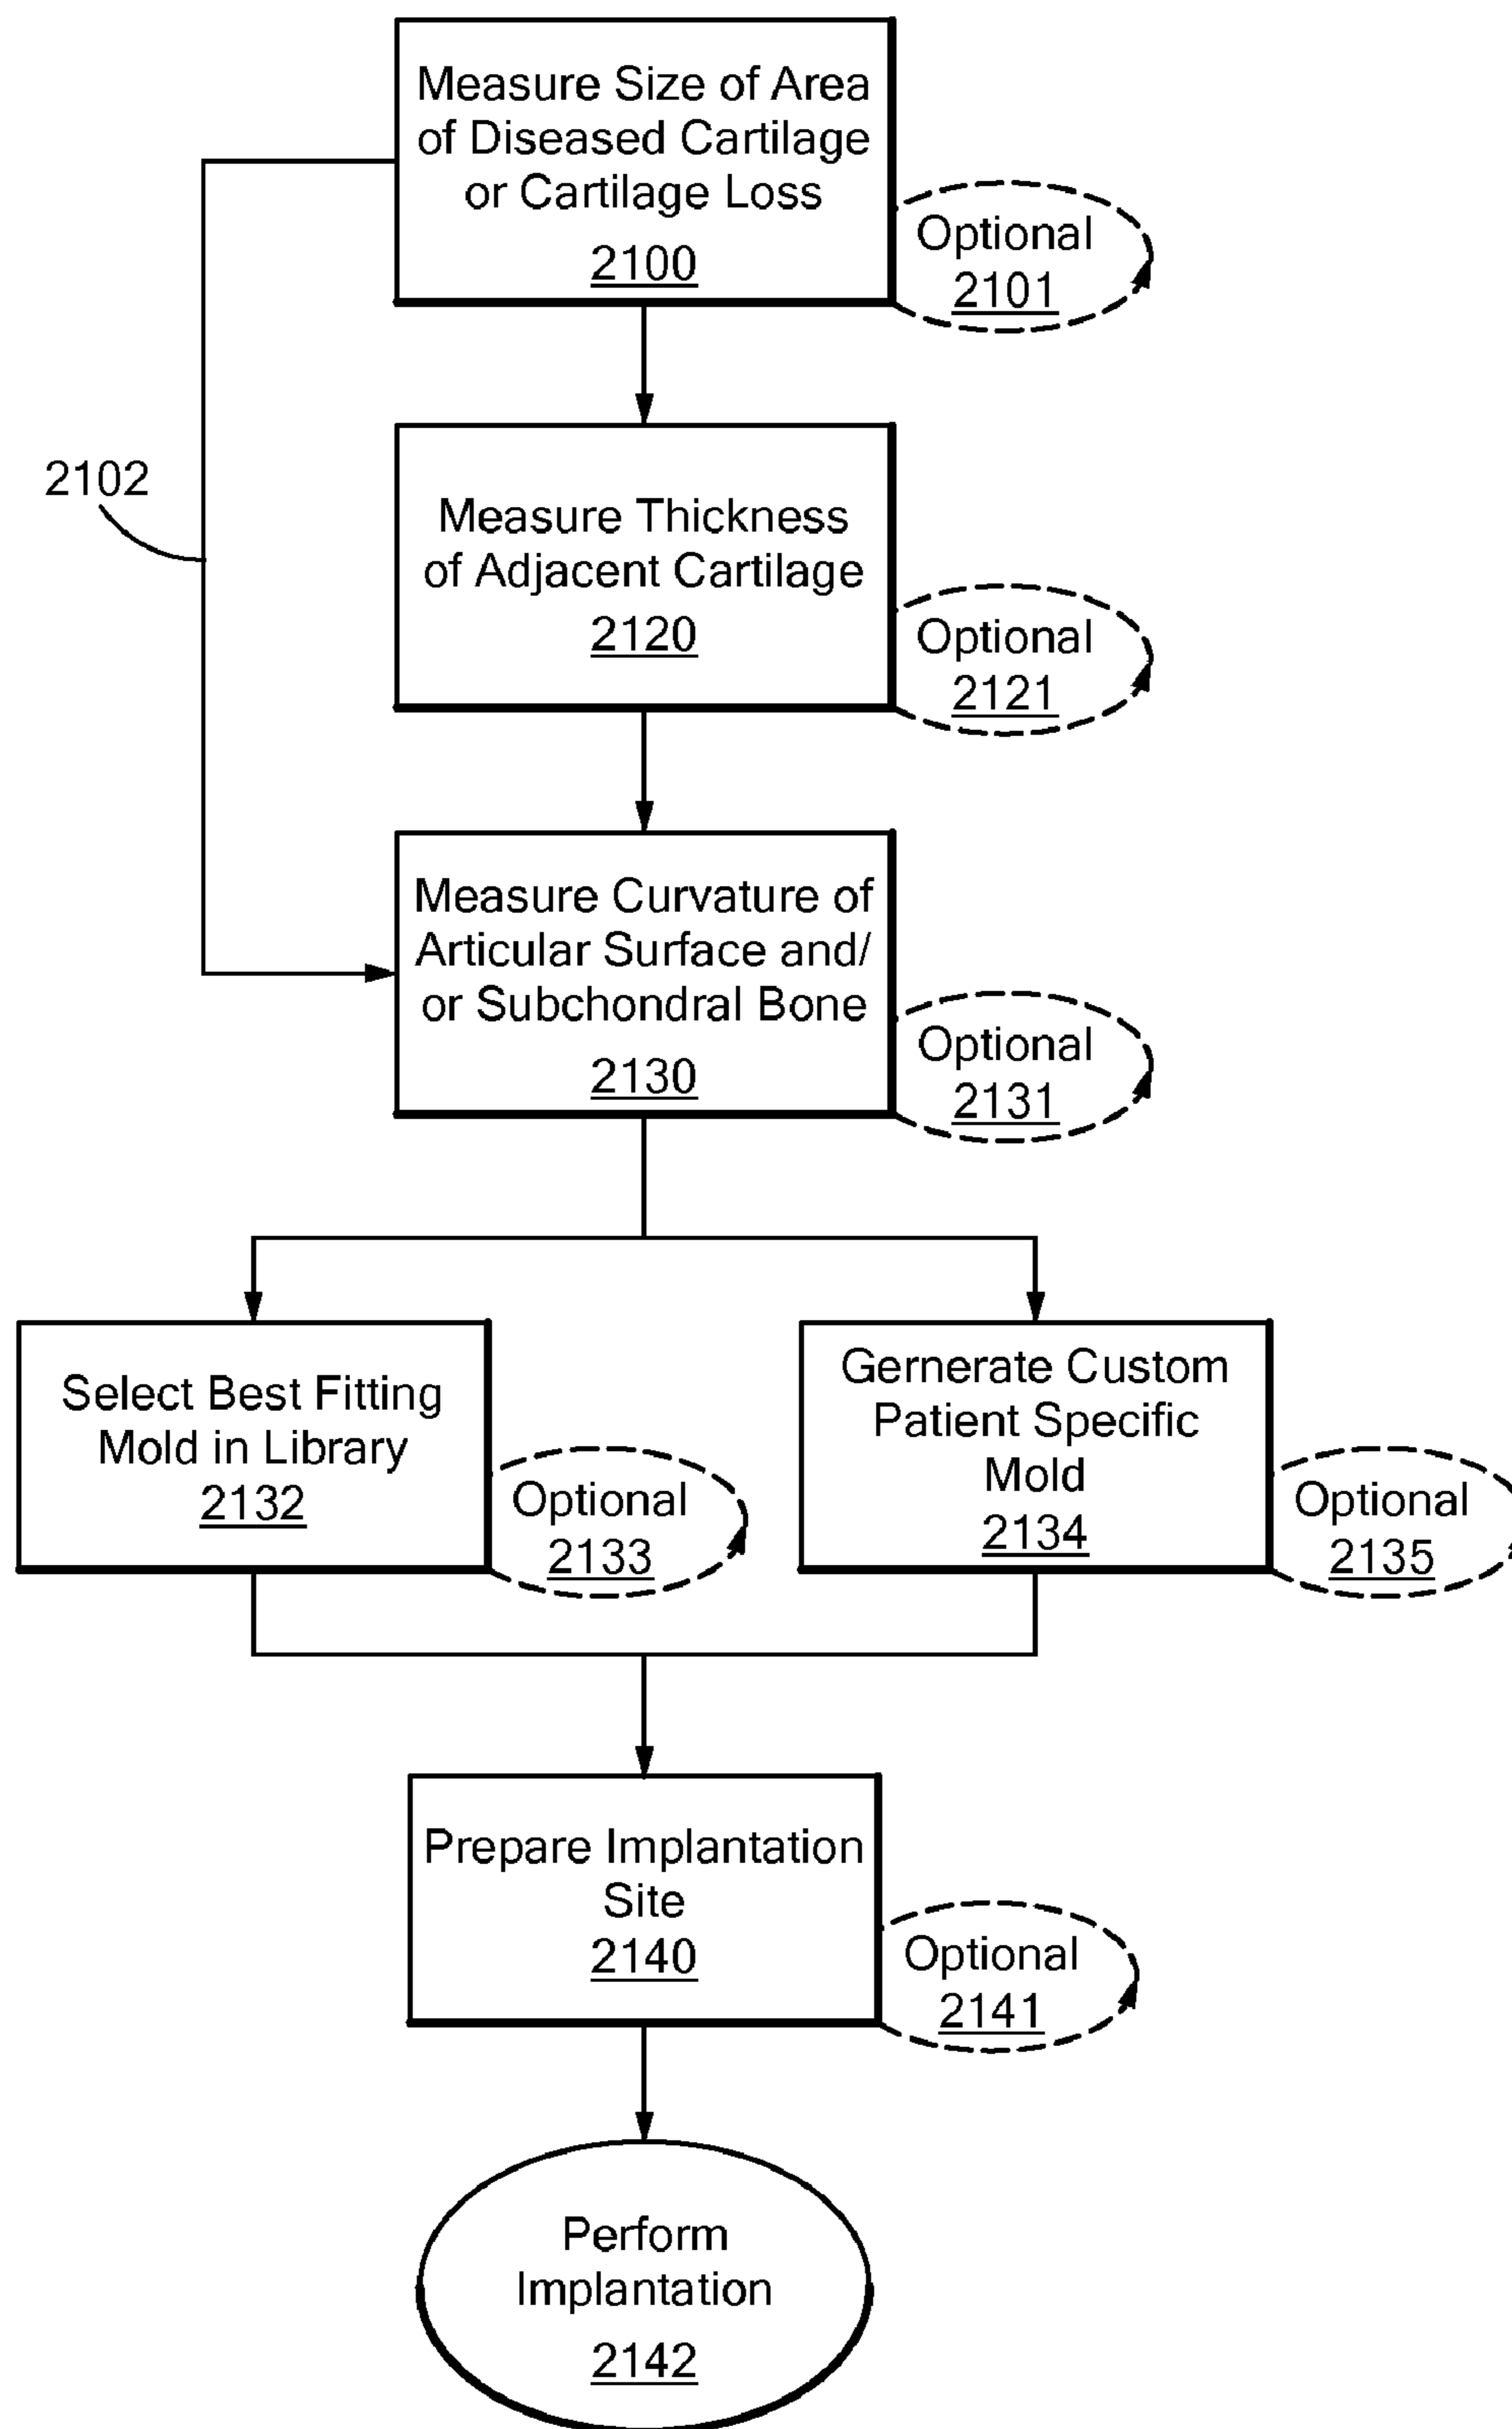 Measure Size of Area
of Diseased Cartilage
or Cartilage Loss
2100
Optional
2101
2102
Measure Thickness
of Adjacent Cartilage
2120
Optional
2121
Measure Curvature of
Articular Surface and/
or Subchondral Bone
2130
Optional
2131
Select Best Fitting
Mold in Library
2132
Optional
2133
Gernerate Custom
Patient Specific
Mold
2134
Optional
2135
Prepare Implantation
Site
2140
Optional
2141
Perform
Implantation
2142